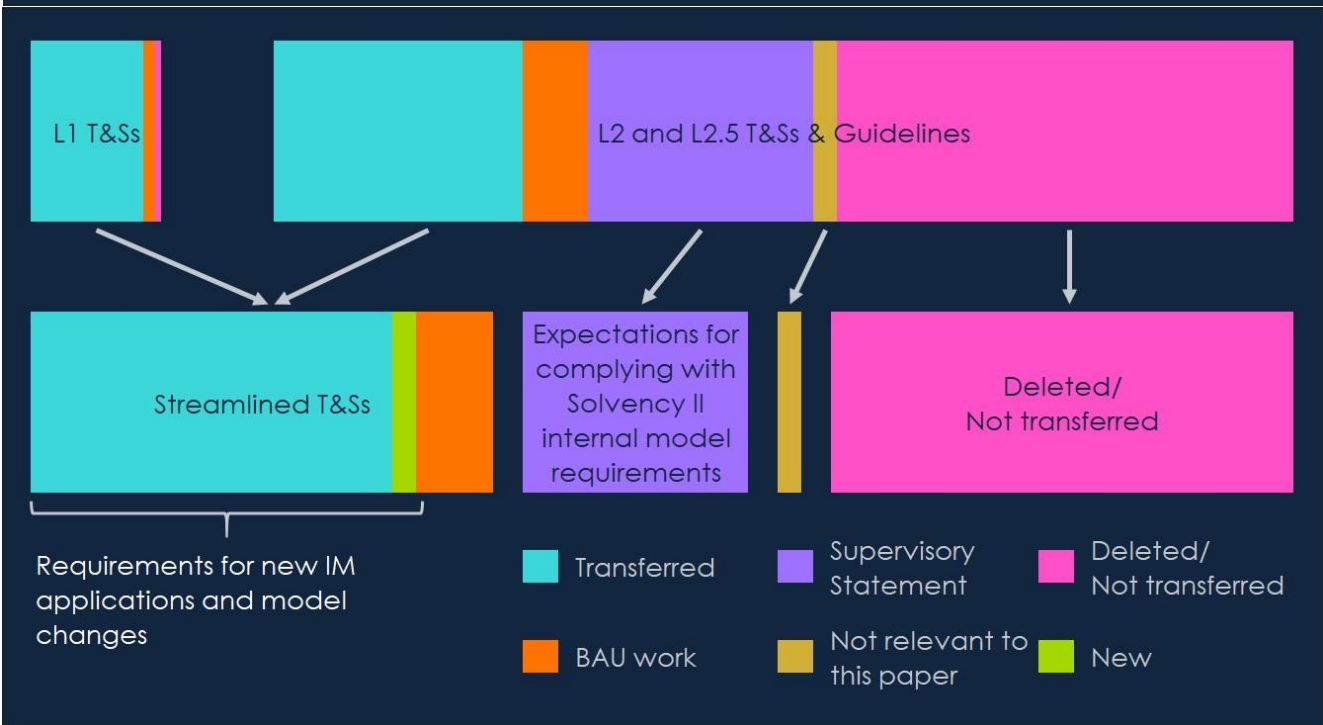 L1 T&Ss
L2 and L2.5 T&Ss & Guidelines
Streamlined T&Ss
Expectations for
complying with
Solvency II
internal model
requirements
Deleted/
Not transferred
Requirements for new IM
applications and model
changes
Transferred
Supervisory
Statement
Deleted/
Not transferred
BAU work
Not relevant to
this paper
New